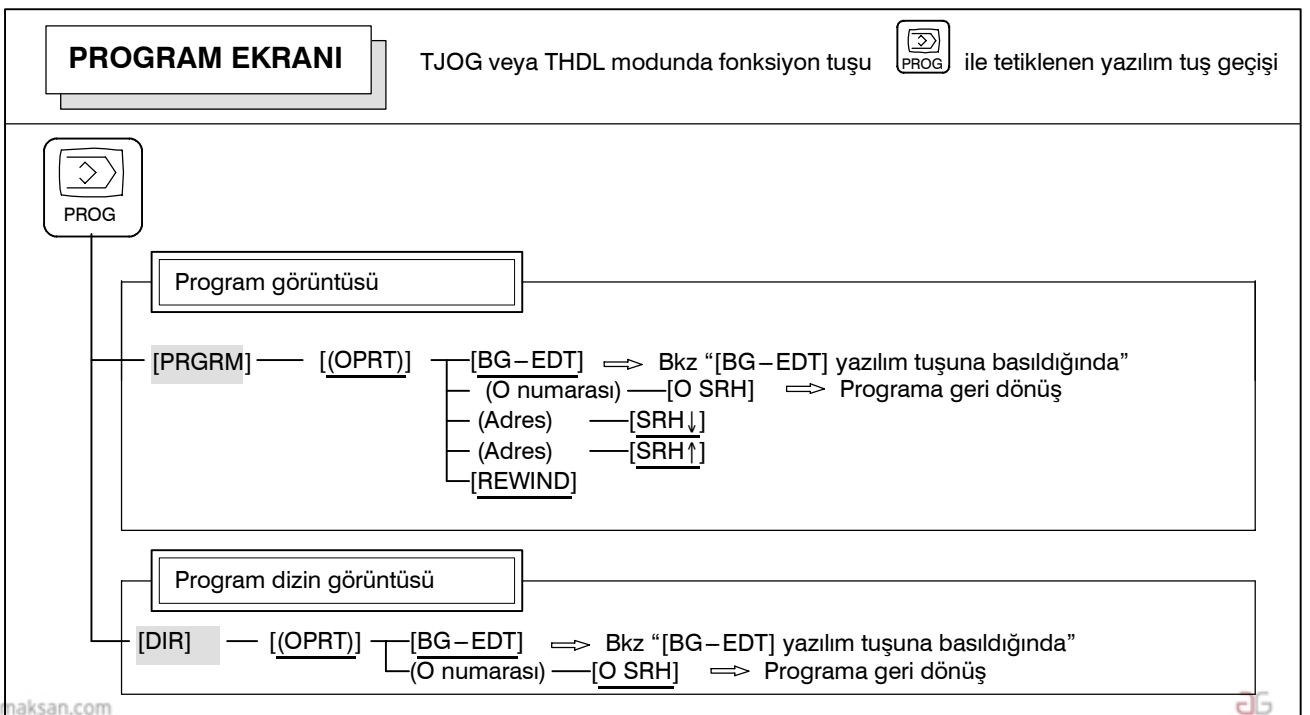 PROGRAM EKRANI
TJOG veya THDL modunda fonksiyon tuşu PROG ile tetiklenen yazılım tuş geçişi
PROG
Program görüntüsü
[PRGRM] [(OPRT)] [BG−EDT] ⇒ Bkz “[BG−EDT] yazılım tuşuna basıldığında”
(O numarası) [O SRH] ⇒ Programa geri dönüş
(Adres) [SRH↓]
(Adres) [SRH↑]
[REWIND]
Program dizin görüntüsü
[DIR] [(OPRT)] [BG−EDT] ⇒ Bkz “[BG−EDT] yazılım tuşuna basıldığında”
(O numarası) [O SRH] ⇒ Programa geri dönüş
maksan.com